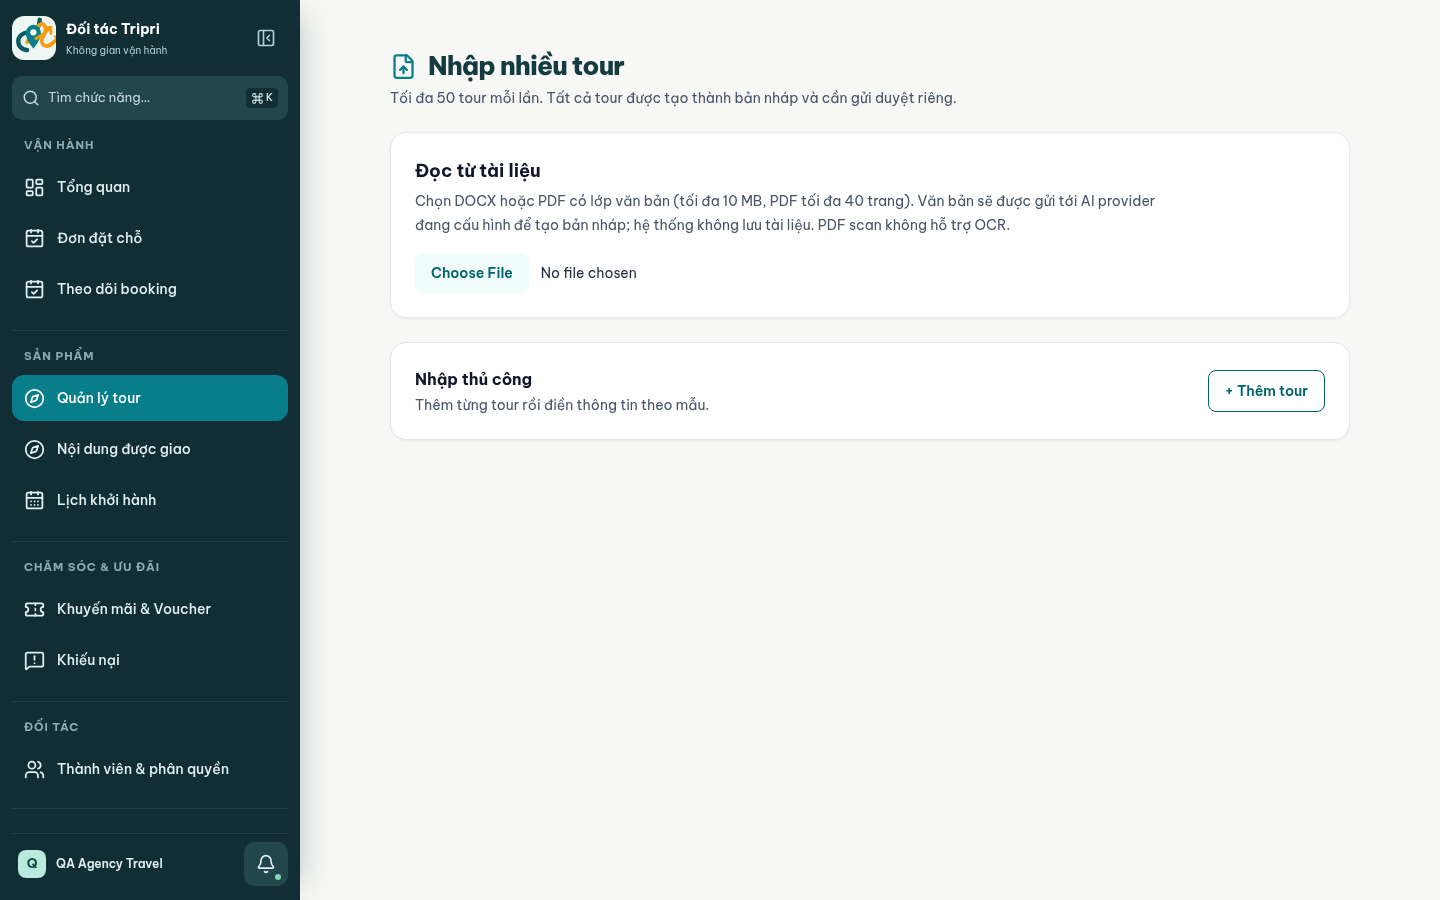 Đối tác Tripri
Không gian vận hành
Tìm chức năng...
⌘K
VẬN HÀNH
Tổng quan
Đơn đặt chỗ
Theo dõi booking
SẢN PHẨM
Quản lý tour
Nội dung được giao
Lịch khởi hành
CHĂM SÓC & ƯU ĐÃI
Khuyến mãi & Voucher
Khiếu nại
ĐỐI TÁC
Thành viên & phân quyền
Q
QA Agency Travel
Nhập nhiều tour
Tối đa 50 tour mỗi lần. Tất cả tour được tạo thành bản nháp và cần gửi duyệt riêng.
Đọc từ tài liệu
Chọn DOCX hoặc PDF có lớp văn bản (tối đa 10 MB, PDF tối đa 40 trang). Văn bản sẽ được gửi tới AI provider
đang cấu hình để tạo bản nháp; hệ thống không lưu tài liệu. PDF scan không hỗ trợ OCR.
Choose File
No file chosen
Nhập thủ công
Thêm từng tour rồi điền thông tin theo mẫu.
+ Thêm tour